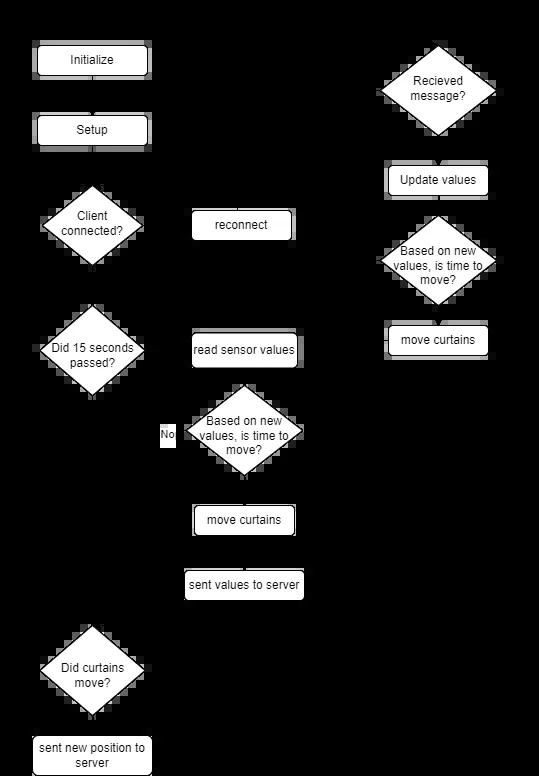 Initialize
Setup
Client
connected?
reconnect
Did 15 seconds
passed?
read sensor values
Based on new
values, is time to
move?
No
move curtains
sent values to server
Did curtains
move?
sent new position to
server
Recieved
message?
Update values
Based on new
values, is time to
move?
move curtains